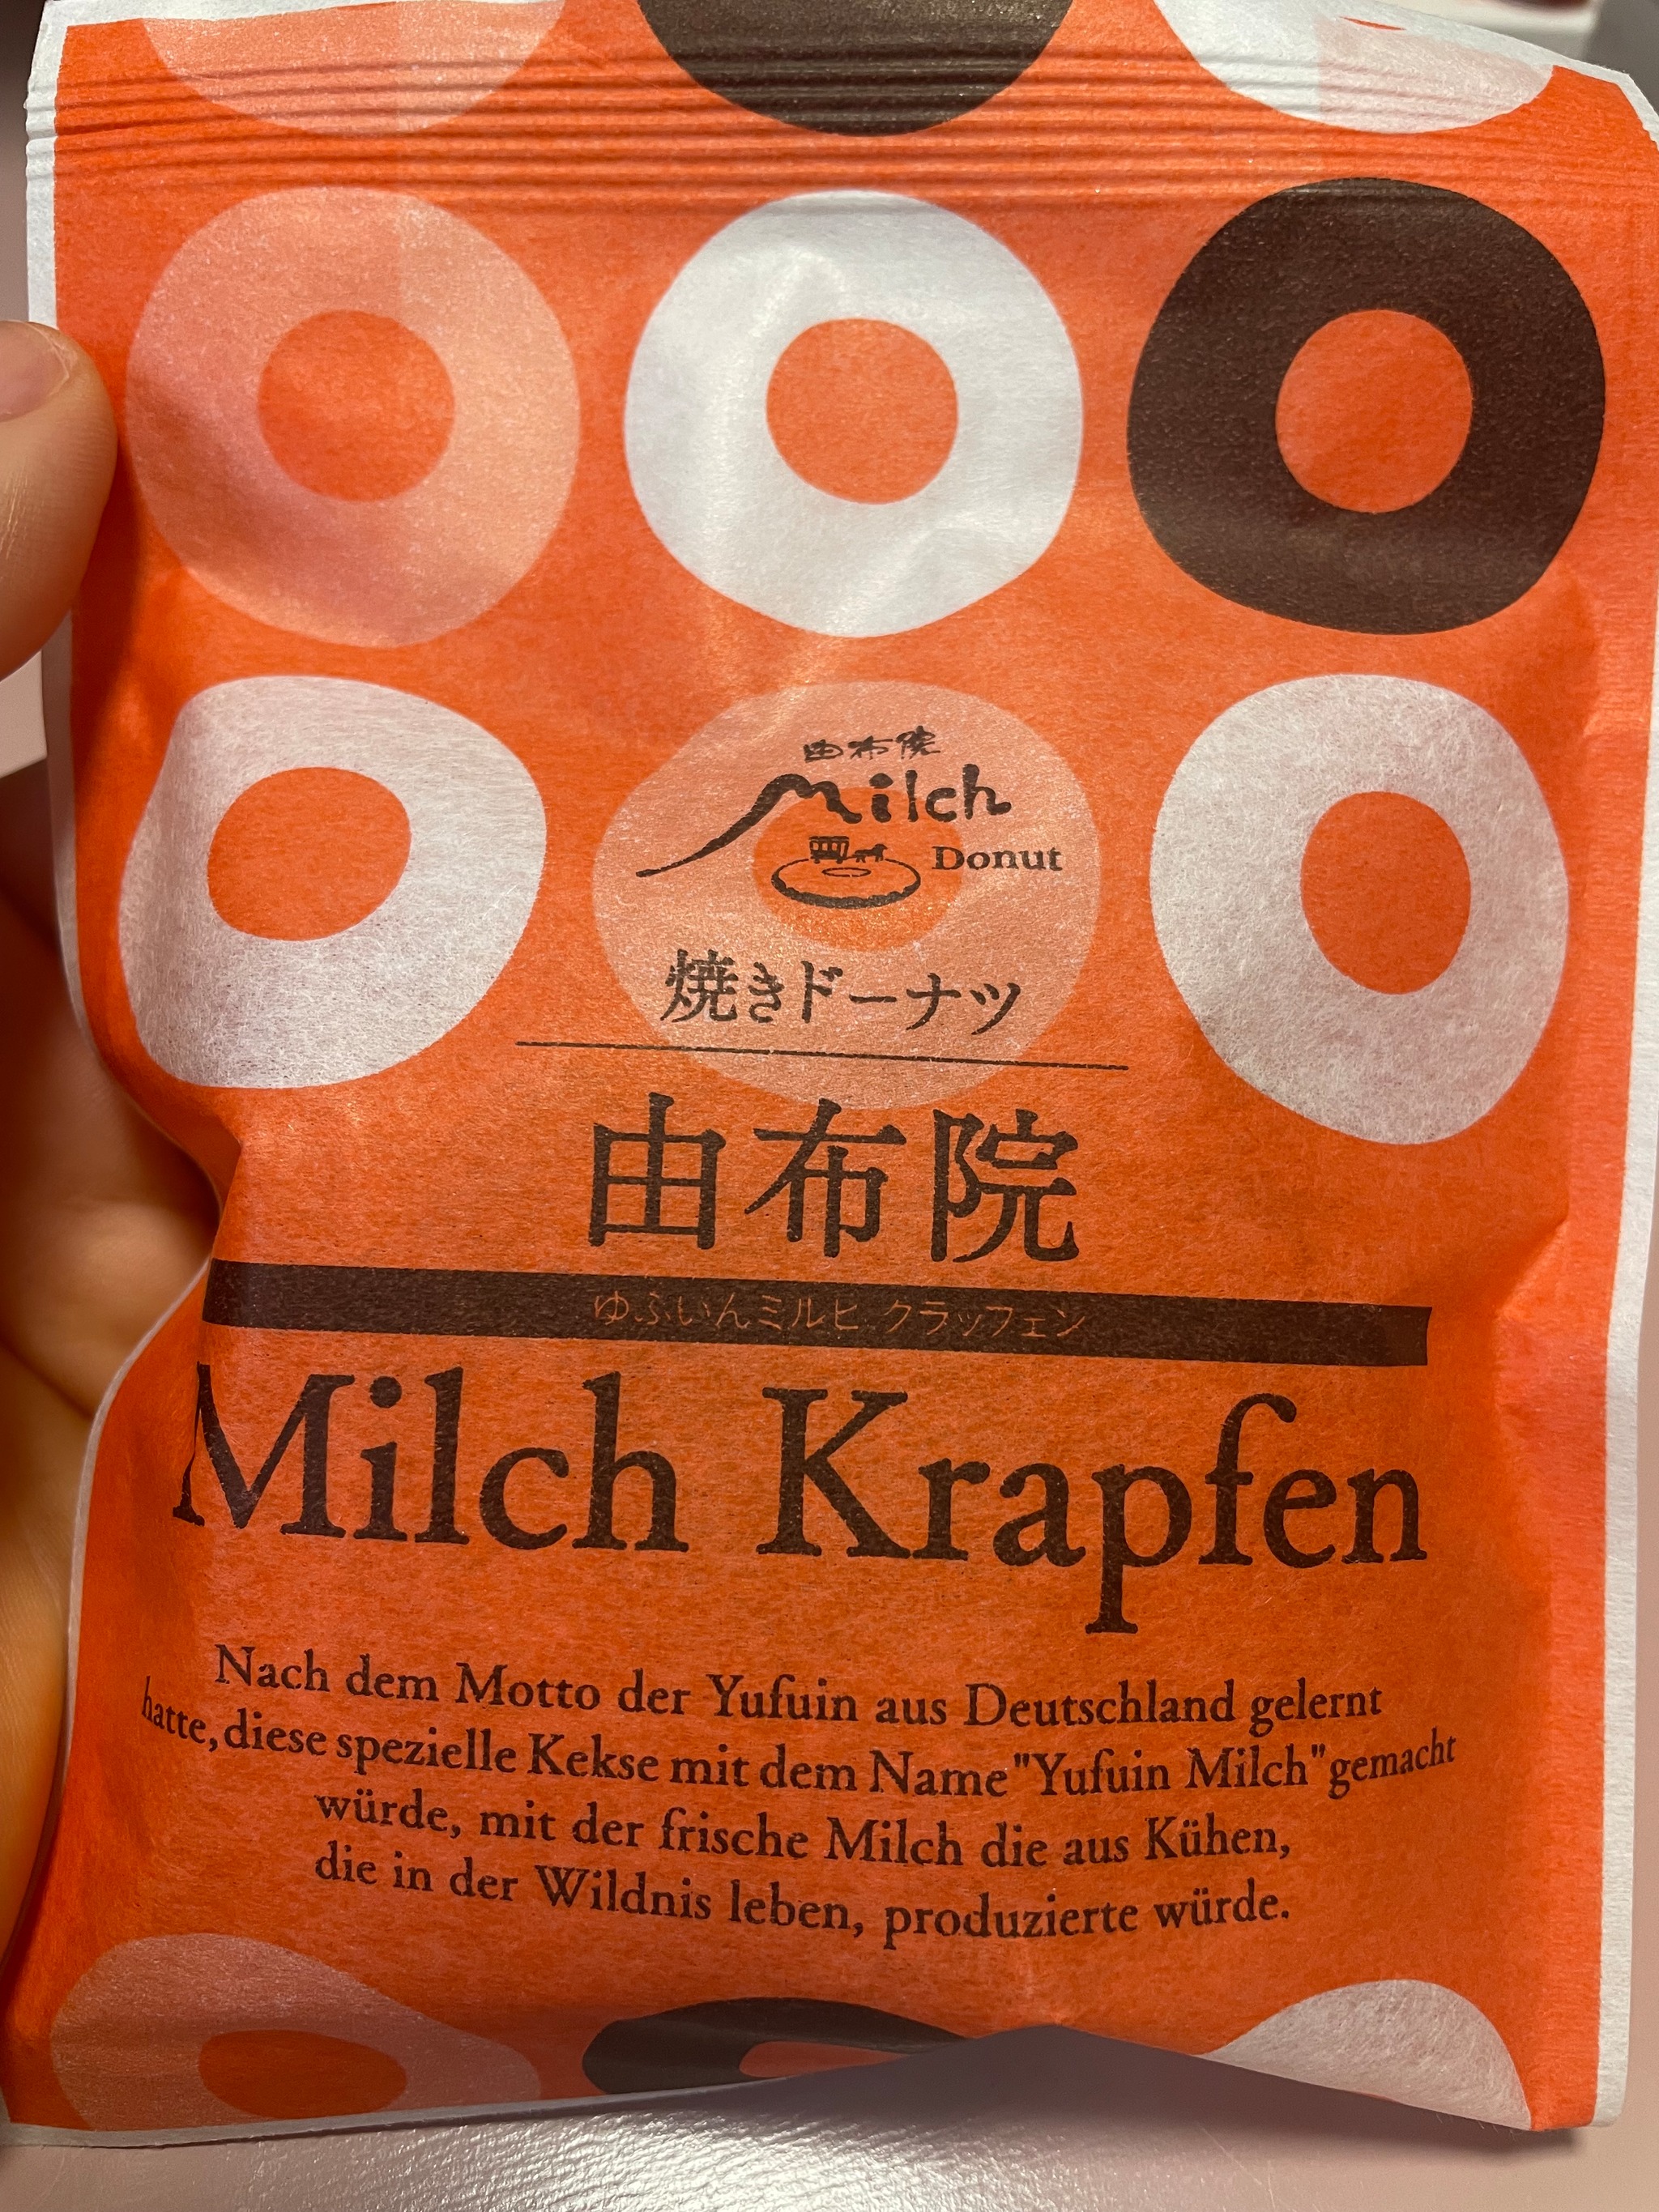 由布院
Milch
Donut
焼きドーナツ
由布院
ゆふいんミルヒ クラッフェン
Milch Krapfen
Nach dem Motto der Yufuin aus Deutschland gelernt
hatte, diese spezielle Kekse mit dem Name "Yufuin Milch" gemacht
würde, mit der frische Milch die aus Kühen,
die in der Wildnis leben, produzierte würde.